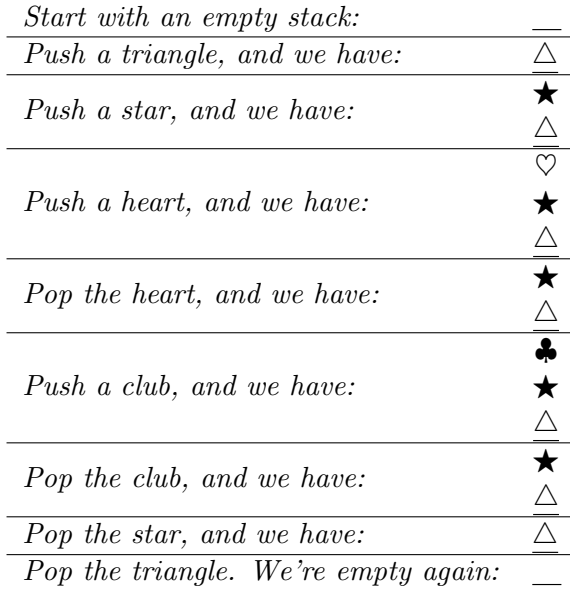 Start with an empty stack:
Push a triangle, and we have: △
★
Push a star, and we have:
△
♡
Push a heart, and we have: ★
△
★
Pop the heart, and we have:
△
♣
Push a club, and we have: ★
△
★
Pop the club, and we have:
△
Pop the star, and we have: △
Pop the triangle. We're empty again: